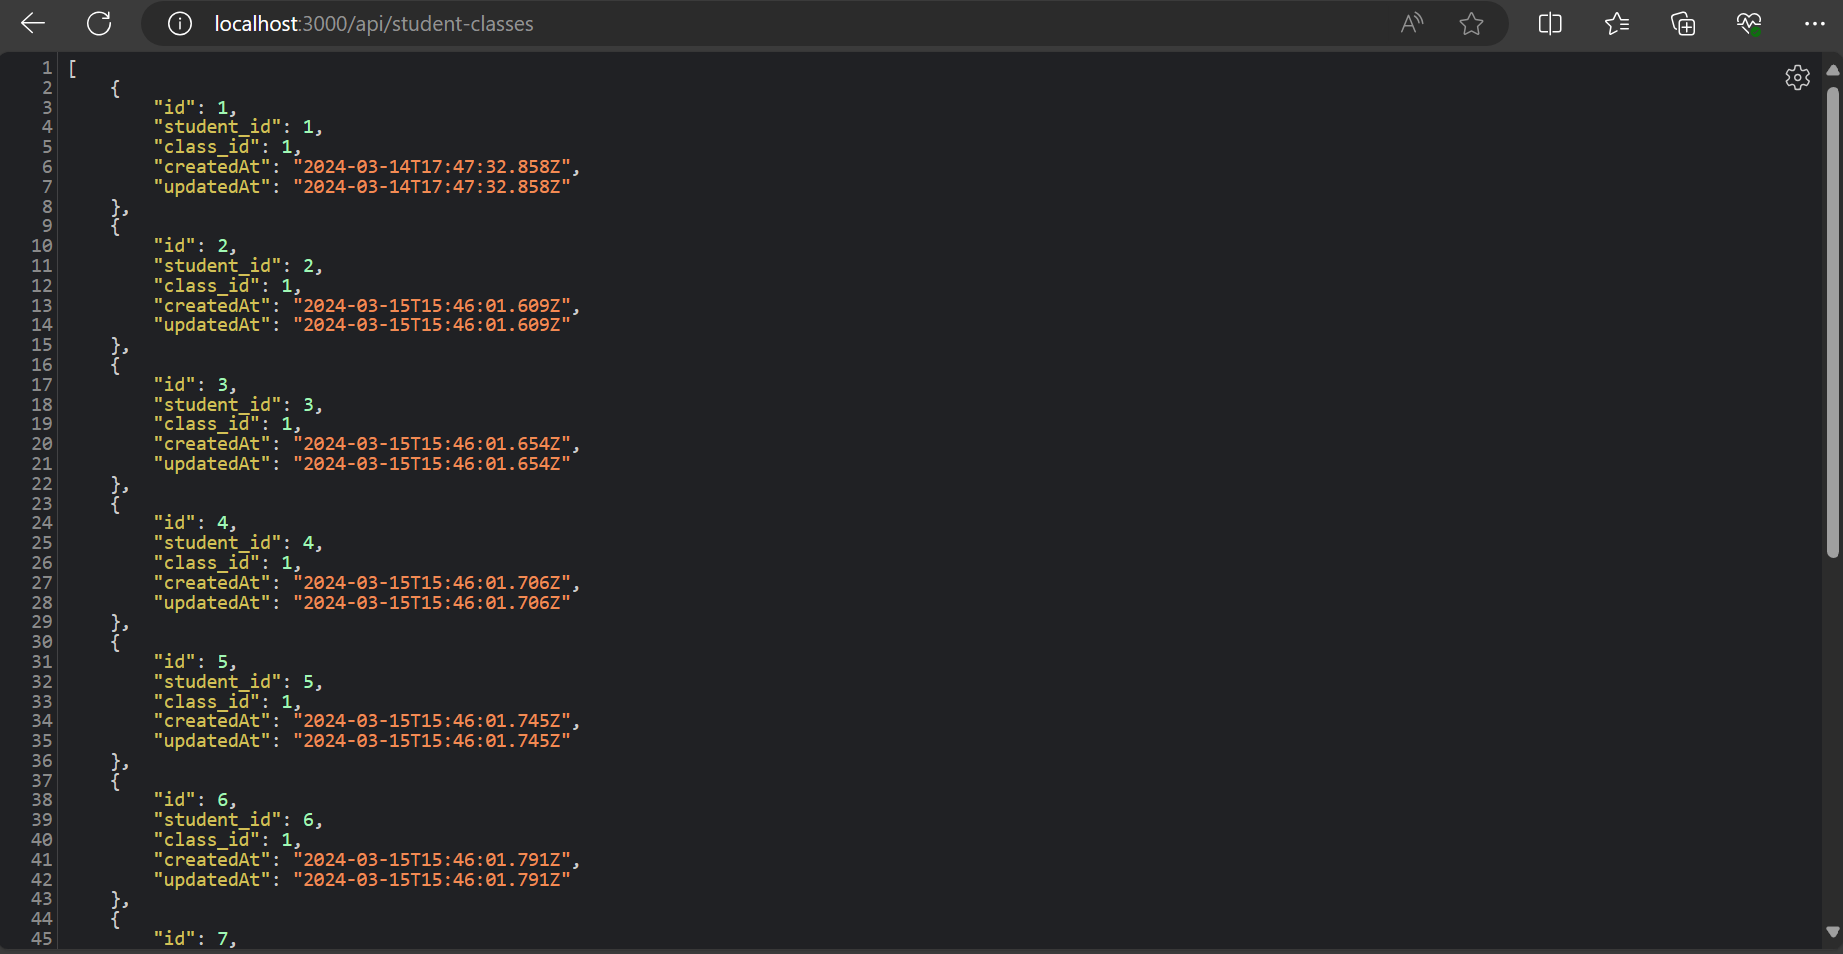 localhost:3000/api/student-classes
1 [
2 {
3 "id": 1,
4 "student_id": 1,
5 "class_id": 1,
6 "createdAt": "2024-03-14T17:47:32.858Z",
7 "updatedAt": "2024-03-14T17:47:32.858Z"
8 },
9 {
10 "id": 2,
11 "student_id": 2,
12 "class_id": 1,
13 "createdAt": "2024-03-15T15:46:01.609Z",
14 "updatedAt": "2024-03-15T15:46:01.609Z"
15 },
16 {
17 "id": 3,
18 "student_id": 3,
19 "class_id": 1,
20 "createdAt": "2024-03-15T15:46:01.654Z",
21 "updatedAt": "2024-03-15T15:46:01.654Z"
22 },
23 {
24 "id": 4,
25 "student_id": 4,
26 "class_id": 1,
27 "createdAt": "2024-03-15T15:46:01.706Z",
28 "updatedAt": "2024-03-15T15:46:01.706Z"
29 },
30 {
31 "id": 5,
32 "student_id": 5,
33 "class_id": 1,
34 "createdAt": "2024-03-15T15:46:01.745Z",
35 "updatedAt": "2024-03-15T15:46:01.745Z"
36 },
37 {
38 "id": 6,
39 "student_id": 6,
40 "class_id": 1,
41 "createdAt": "2024-03-15T15:46:01.791Z",
42 "updatedAt": "2024-03-15T15:46:01.791Z"
43 },
44 {
45 "id": 7,